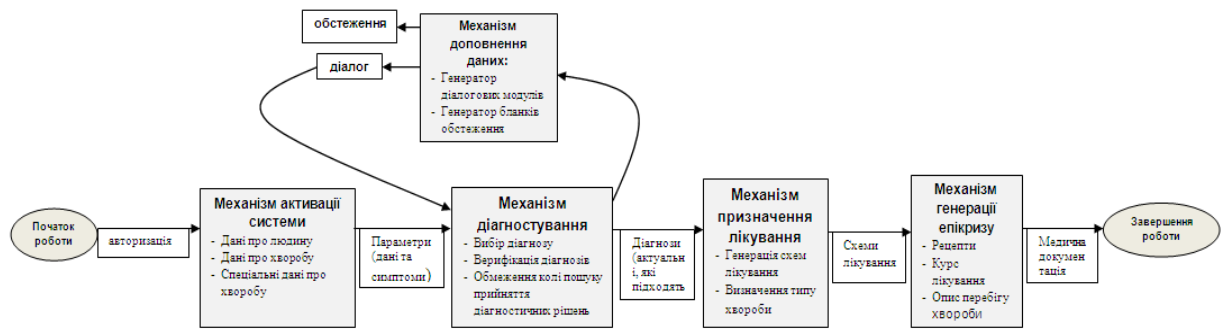 обстеження
діалог
Механізм
доповнення
даних:
- Генератор
діалогових модулів
- Генератор бланків
обстеження
Початок
роботи
авторизація
Механізм активації
системи
- Дані про людину
- Дані про хворобу
- Спеціальні дані про
хворобу
Параметри
(дані та
симптоми)
Механізм
діагностування
- Вибір діагнозу
- Верифікація діагнозів
- Обмеження колі пошуку
прийняття
діагностичних рішень
Діагнози
(актуальн
і, які
підходять
Механізм
призначення
лікування
- Генерація схем
лікування
- Визначення типу
хвороби
Схеми
лікування
Механізм
генерації
епікризу
- Рецепти
- Курс
лікування
- Опис перебігу
хвороби
Медична
докумен
тація
Завершення
роботи